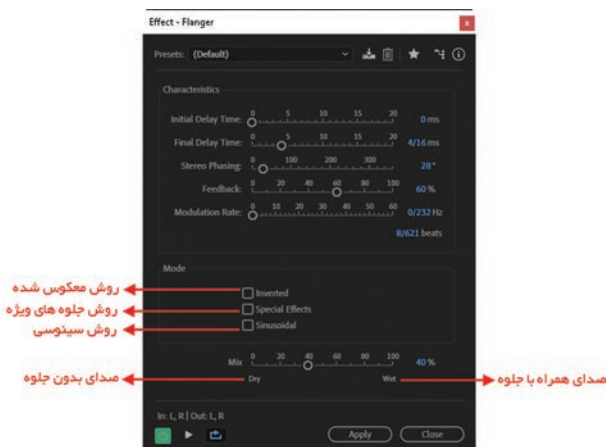 Effect - Flanger
x
Presets: (Default)
Characteristics
0 5 10 15 20
Initial Delay Time: 0 ms
0 5 10 15 20
Final Delay Time: 4/16 ms
0 100 200 300
Stereo Phasing: 28°
0 20 40 60 80 100
Feedback: 60 %
0 10 20 30 40 50 60
Modulation Rate: 0/232 Hz
8/621 beats
Mode
روش معکوس شده Inverted
روش جلوه های ویژه Special Effects
روش سینوسی Sinusoidal
0 20 40 60 80 100
Mix 40 %
صدای بدون جلوه Dry Wet صدای همراه با جلوه
In: L, R | Out: L, R
Apply Close